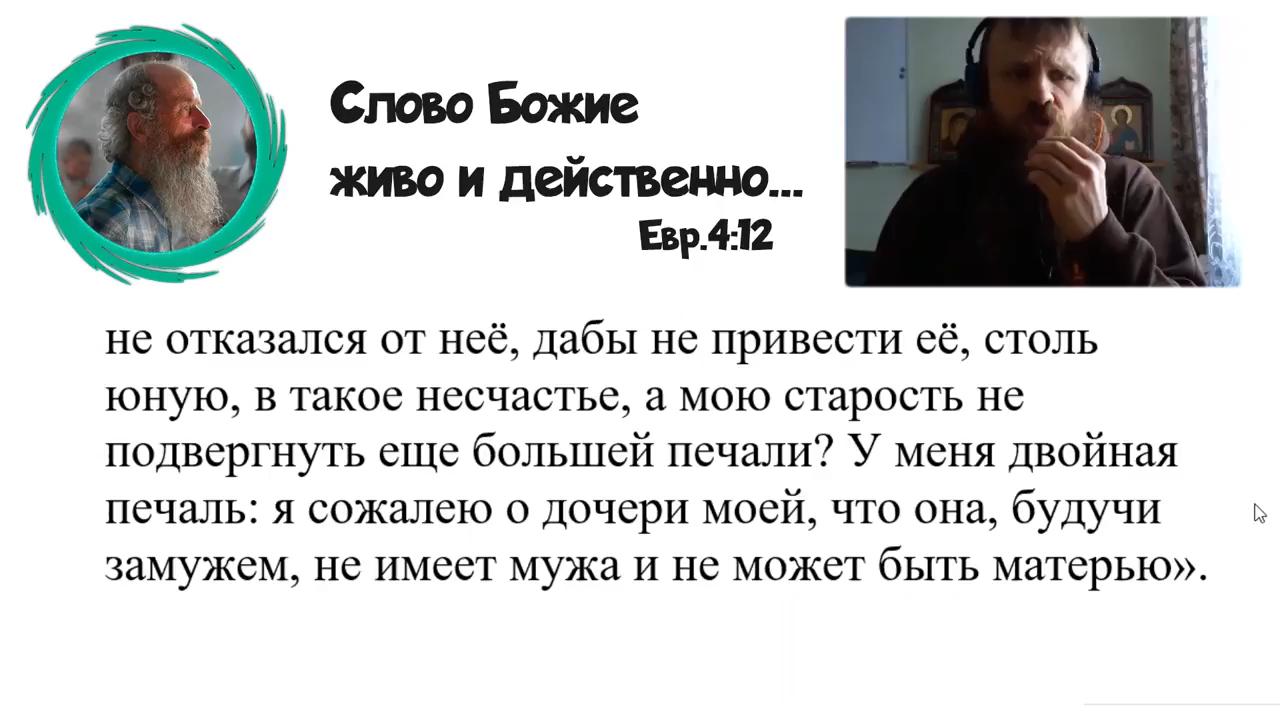 Слово Божие
живо и действенно...
Евр.4:12
не отказался от неё, дабы не привести её, столь
юную, в такое несчастье, а мою старость не
подвергнуть еще большей печали? У меня двойная
печаль: я сожалею о дочери моей, что она, будучи
замужем, не имеет мужа и не может быть матерью».